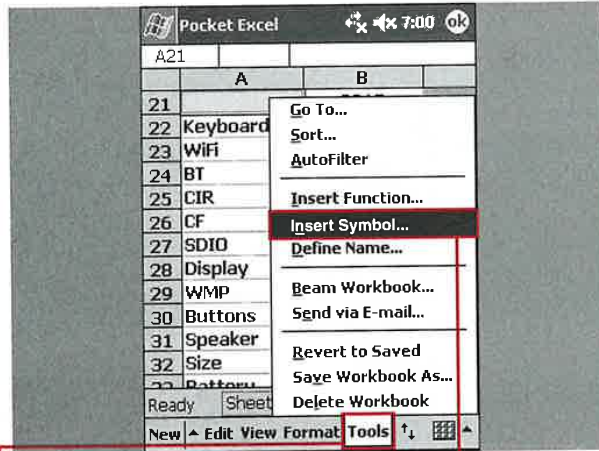 Pocket Excel 7:00 ok
A21
A B
21
22 Keyboard
23 WiFi
24 BT
25 CIR
26 CF
27 SDIO
28 Display
29 WMP
30 Buttons
31 Speaker
32 Size
33 Battery
Go To...
Sort...
AutoFilter
Insert Function...
Insert Symbol...
Define Name...
Beam Workbook...
Send via E-mail...
Revert to Saved
Save Workbook As...
Delete Workbook
Ready Sheet
New Edit View Format Tools